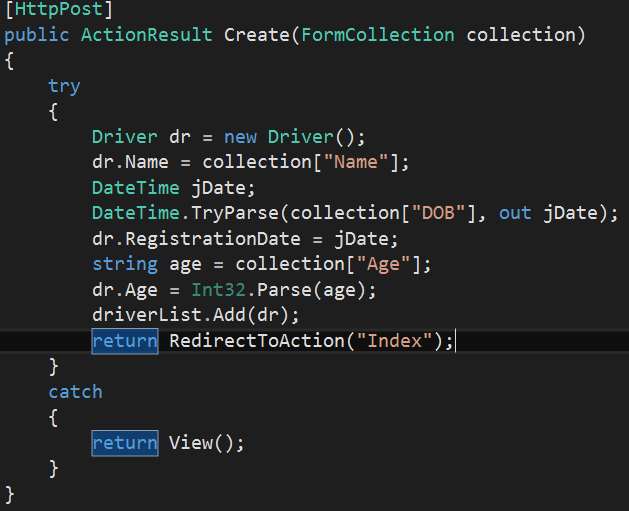 [HttpPost]
public ActionResult Create(FormCollection collection)
{
    try
    {
        Driver dr = new Driver();
        dr.Name = collection["Name"];
        DateTime jDate;
        DateTime.TryParse(collection["DOB"], out jDate);
        dr.RegistrationDate = jDate;
        string age = collection["Age"];
        dr.Age = Int32.Parse(age);
        driverList.Add(dr);
        return RedirectToAction("Index");
    }
    catch
    {
        return View();
    }
}